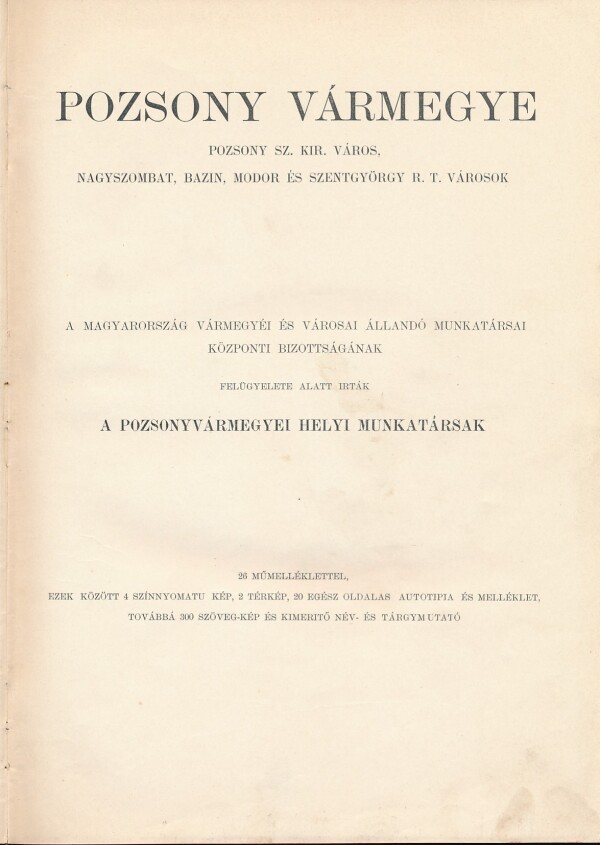 POZSONY VÁRMEGYE
POZSONY SZ. KIR. VÁROS,
NAGYSZOMBAT, BAZIN, MODOR ÉS SZENTGYÖRGY R. T. VÁROSOK
A MAGYARORSZÁG VÁRMEGYÉI ÉS VÁROSAI ÁLLANDÓ MUNKATÁRSAI
KÖZPONTI BIZOTTSÁGÁNAK
FELÜGYELETE ALATT IRTÁK
A POZSONYVÁRMEGYEI HELYI MUNKATÁRSAK
26 MŰMELLÉKLETTEL,
EZEK KÖZÖTT 4 SZÍNNYOMATU KÉP, 2 TÉRKÉP, 20 EGÉSZ OLDALAS AUTOTIPIA ÉS MELLÉKLET,
TOVÁBBÁ 300 SZÖVEG-KÉP ÉS KIMERITŐ NÉV- ÉS TÁRGYMUTATÓ